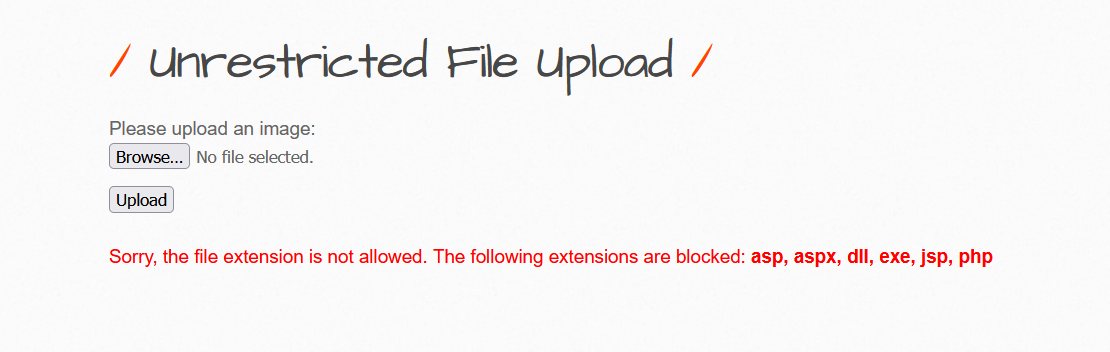 / Unrestricted File Upload /
Please upload an image:
Browse... No file selected.
Upload
Sorry, the file extension is not allowed. The following extensions are blocked: asp, aspx, dll, exe, jsp, php